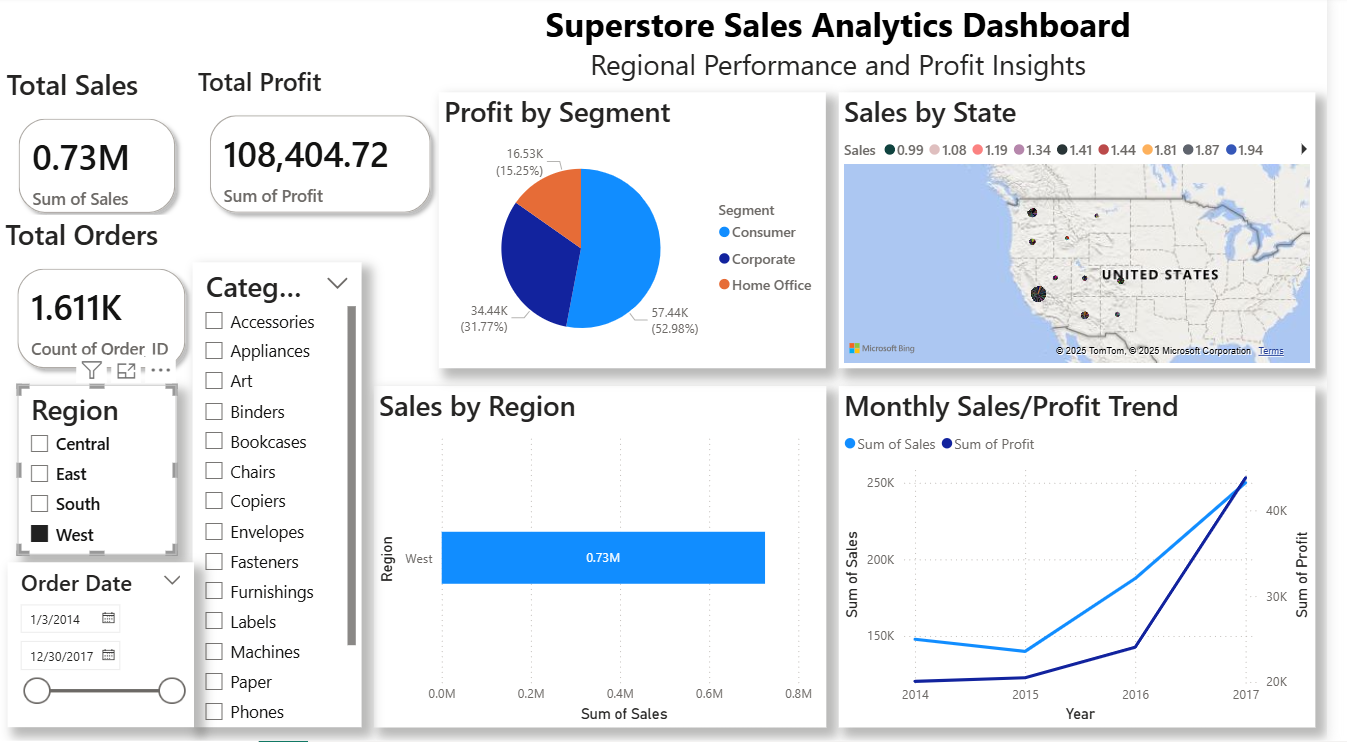 Superstore Sales Analytics Dashboard
Regional Performance and Profit Insights
Total Sales
0.73M
Sum of Sales
Total Profit
108,404.72
Sum of Profit
Total Orders
1.611K
Count of Order_ID
Region
Central
East
South
West
Order Date
1/3/2014
12/30/2017
Categ...
Accessories
Appliances
Art
Binders
Bookcases
Chairs
Copiers
Envelopes
Fasteners
Furnishings
Labels
Machines
Paper
Phones
Profit by Segment
16.53K
(15.25%)
34.44K
(31.77%)
57.44K
(52.98%)
Segment
Consumer
Corporate
Home Office
Sales by State
Sales 0.99 1.08 1.19 1.34 1.41 1.44 1.81 1.87 1.94
UNITED STATES
Microsoft Bing
© 2025 TomTom, © 2025 Microsoft Corporation Terms
Sales by Region
Region
West
0.73M
0.0M 0.2M 0.4M 0.6M 0.8M
Sum of Sales
Monthly Sales/Profit Trend
Sum of Sales Sum of Profit
Sum of Sales
250K
200K
150K
40K
30K
20K
Sum of Profit
2014 2015 2016 2017
Year